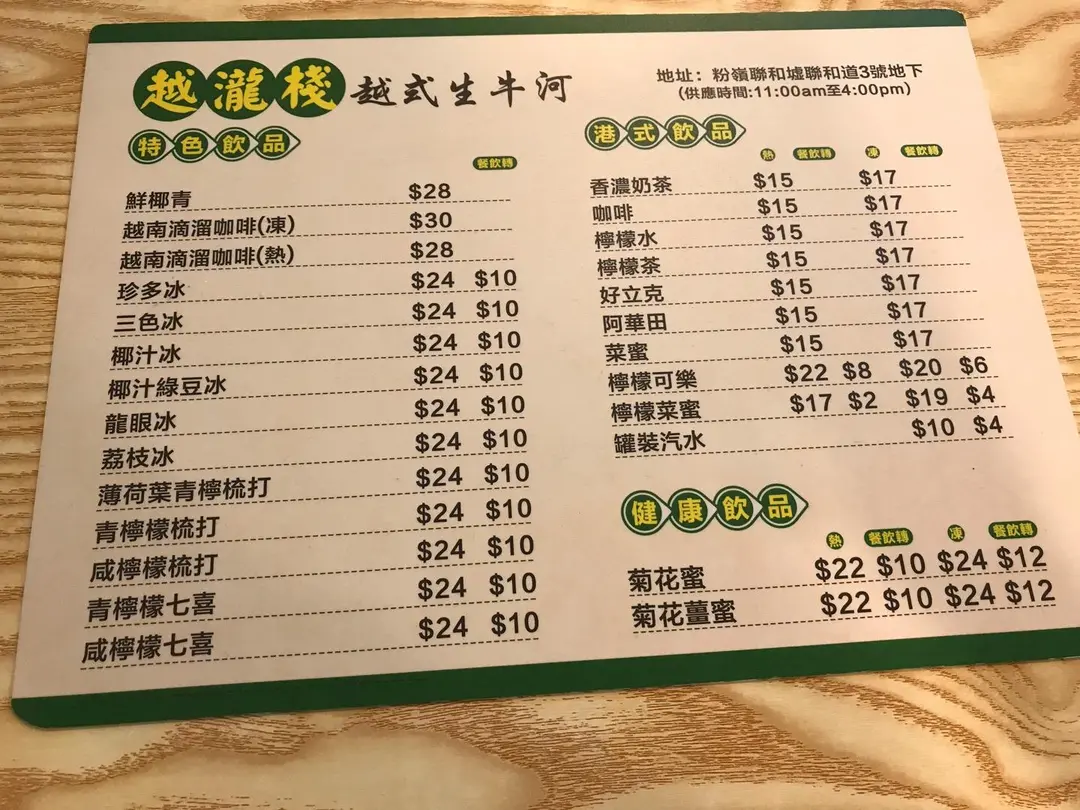 越瀧棧 越式生牛河
地址：粉嶺聯和墟聯和道3號地下
(供應時間:11:00am至4:00pm)
特色飲品
餐飲轉
鮮椰青 $28
越南滴溜咖啡(凍) $30
越南滴溜咖啡(熱) $28
珍多冰 $24 $10
三色冰 $24 $10
椰汁冰 $24 $10
椰汁綠豆冰 $24 $10
龍眼冰 $24 $10
荔枝冰 $24 $10
薄荷葉青檸梳打 $24 $10
青檸檬梳打 $24 $10
咸檸檬梳打 $24 $10
青檸檬七喜 $24 $10
咸檸檬七喜 $24 $10
港式飲品
熱 餐飲轉 凍 餐飲轉
香濃奶茶 $15 $17
咖啡 $15 $17
檸檬水 $15 $17
檸檬茶 $15 $17
好立克 $15 $17
阿華田 $15 $17
菜蜜 $15 $17
檸檬可樂 $22 $8 $20 $6
檸檬菜蜜 $17 $2 $19 $4
罐裝汽水 $10 $4
健康飲品
熱 餐飲轉 凍 餐飲轉
菊花蜜 $22 $10 $24 $12
菊花薑蜜 $22 $10 $24 $12